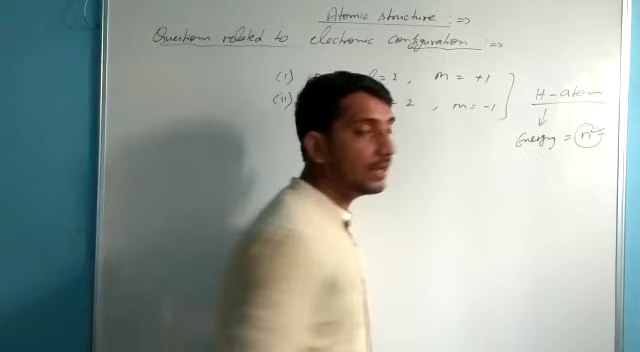 Atomic structure :=>
Questions related to electronic configuration :=>
(i) l = 2, m = +1
(ii) = 2, m = -1
H-atom
↓
Energy =